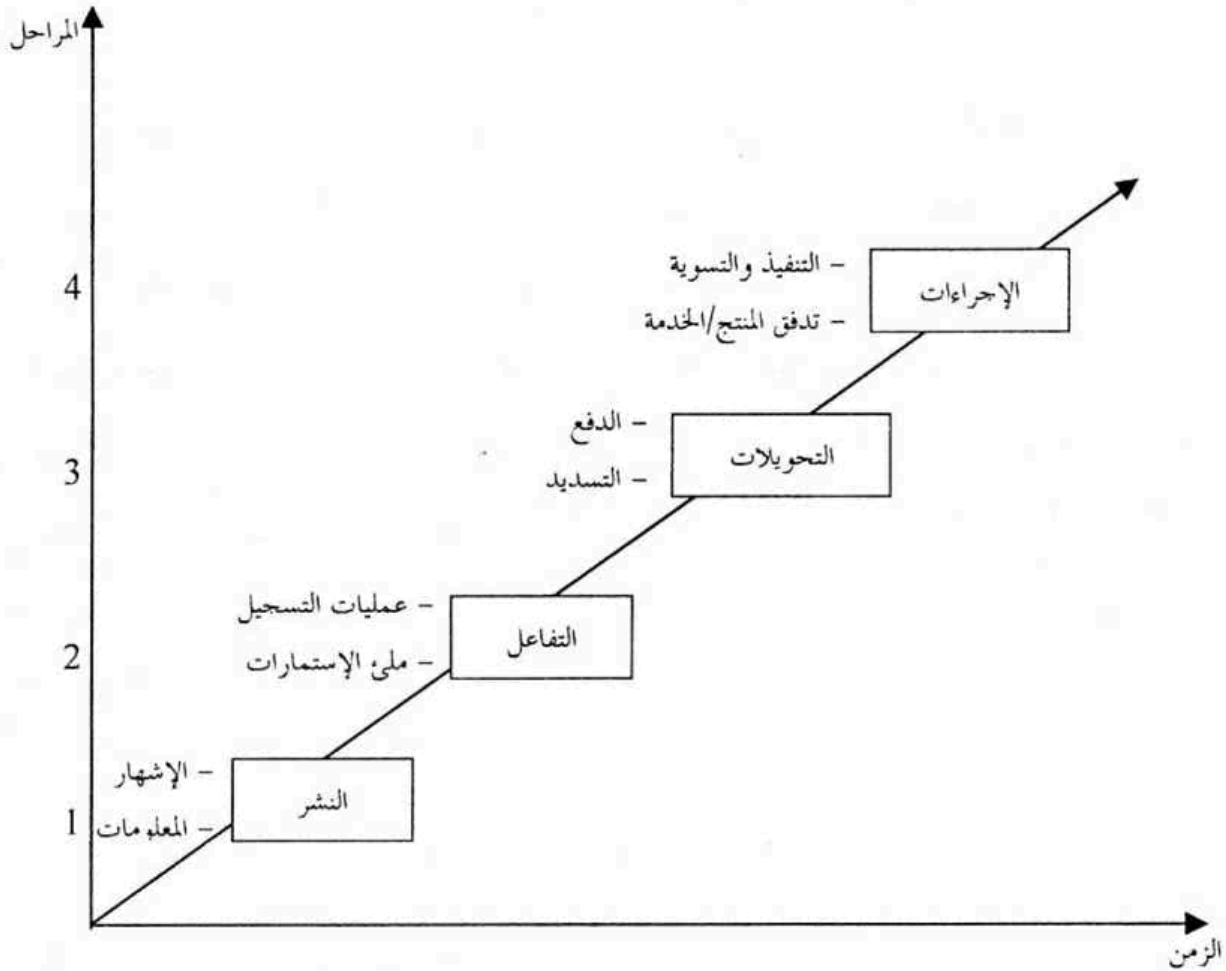 المراحل
4
– التنفيذ والتسوية
– تدفق المنتج/الخدمة
الإجراءات
3
– الدفع
– التسديد
التحويلات
2
– عمليات التسجيل
– ملئ الإستمارات
التفاعل
1
– الإشهار
– المعلومات
النشر
الزمن